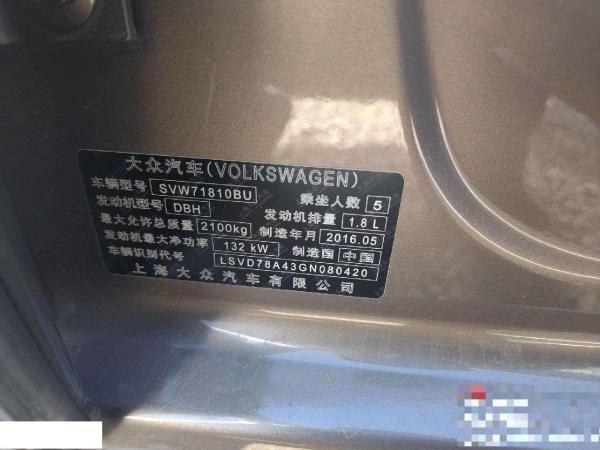 大众汽车(VOLKSWAGEN)
车辆型号 SVW71810BU 乘坐人数 5
发动机型号 DBH 发动机排量 1.8 L
最大允许总质量 2100kg 制造年月 2016.05
发动机最大净功率 132 kW 制造国 中国
车辆识别代号 LSVD78A43GN080420
上海大众汽车有限公司